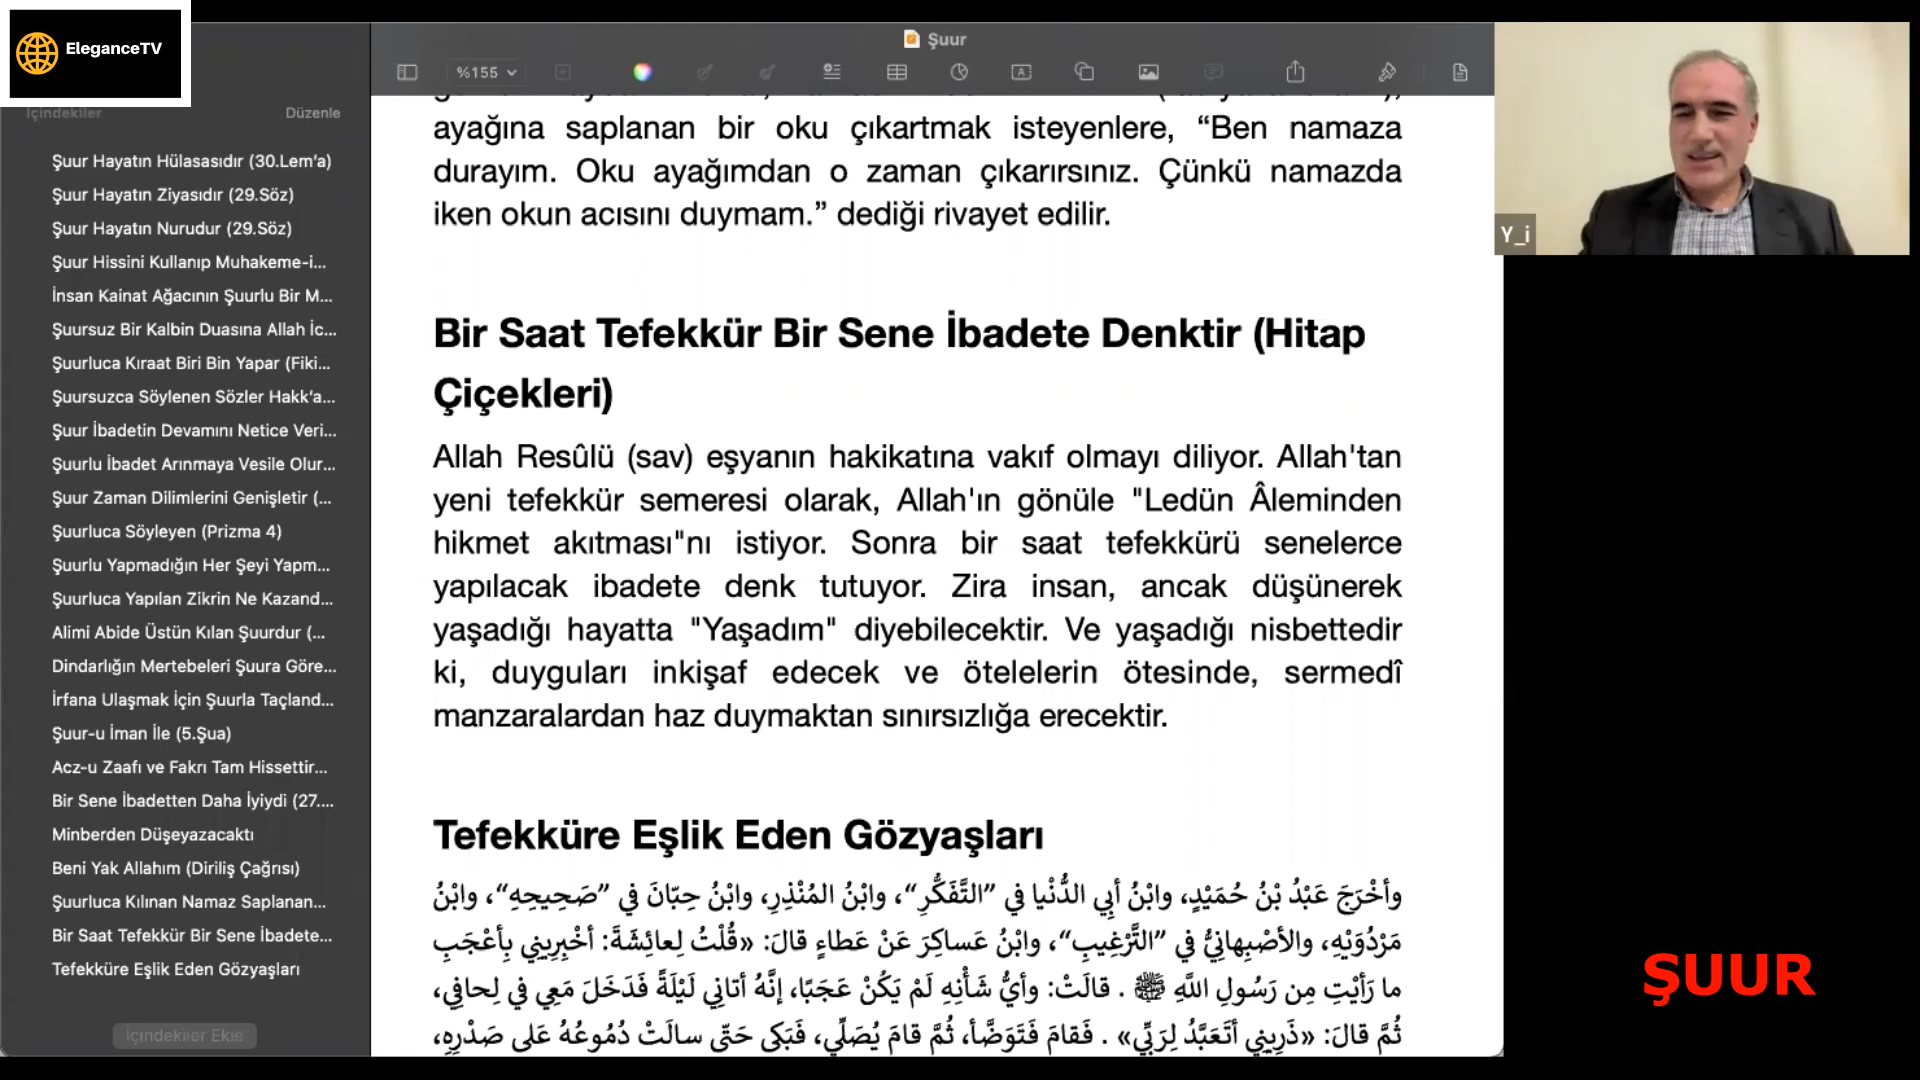 EleganceTV
Şuur
%155
İçindekiler
Düzenle
Şuur Hayatın Hülasasıdır (30.Lem’a)
Şuur Hayatın Ziyasıdır (29.Söz)
Şuur Hayatın Nurudur (29.Söz)
Şuur Hissini Kullanıp Muhakeme-i...
İnsan Kainat Ağacının Şuurlu Bir M...
Şuursuz Bir Kalbin Duasına Allah İc...
Şuurluca Kıraat Biri Bin Yapar (Fiki...
Şuursuzca Söylenen Sözler Hakk’a...
Şuur İbadetin Devamını Netice Veri...
Şuurlu İbadet Arınmaya Vesile Olur...
Şuur Zaman Dilimlerini Genişletir (...
Şuurluca Söyleyen (Prizma 4)
Şuurlu Yapmadığın Her Şeyi Yapm...
Şuurluca Yapılan Zikrin Ne Kazand...
Alimi Abide Üstün Kılan Şuurdur (...
Dindarlığın Mertebeleri Şuura Göre...
İrfana Ulaşmak İçin Şuurla Taçland...
Şuur-u İman İle (5.Şua)
Acz-u Zaafı ve Fakrı Tam Hissettir...
Bir Sene İbadetten Daha İyiydi (27....
Minberden Düşeyazacaktı
Beni Yak Allahım (Diriliş Çağrısı)
Şuurluca Kılınan Namaz Saplanan...
Bir Saat Tefekkür Bir Sene İbadete...
Tefekküre Eşlik Eden Gözyaşları
İçindekiler Ekle
ayağına saplanan bir oku çıkartmak isteyenlere, “Ben namaza
durayım. Oku ayağımdan o zaman çıkarırsınız. Çünkü namazda
iken okun acısını duymam.” dediği rivayet edilir.
Bir Saat Tefekkür Bir Sene İbadete Denktir (Hitap
Çiçekleri)
Allah Resûlü (sav) eşyanın hakikatına vakıf olmayı diliyor. Allah'tan
yeni tefekkür semeresi olarak, Allah'ın gönüle "Ledün Âleminden
hikmet akıtması"nı istiyor. Sonra bir saat tefekkürü senelerce
yapılacak ibadete denk tutuyor. Zira insan, ancak düşünerek
yaşadığı hayatta "Yaşadım" diyebilecektir. Ve yaşadığı nisbettedir
ki, duyguları inkişaf edecek ve ötelelerin ötesinde, sermedî
manzaralardan haz duymaktan sınırsızlığa erecektir.
Tefekküre Eşlik Eden Gözyaşları
وأخْرَجَ عَبْدُ بْنُ حُمَيْدٍ، وابْنُ أبِي الدُّنْيا في ”التَّفَكُّرِ“، وابْنُ المُنْذِرِ، وابْنُ حِبّانَ في ”صَحِيحِهِ“، وابْنُ
مَرْدُوَيْهِ، والأصْبِهانِيُّ في ”التَّرْغِيبِ“، وابْنُ عَساكِرَ عَنْ عَطاءٍ قالَ: «قُلْتُ لِعائِشَةَ: أخْبِرِينِي بِأعْجَبِ
ما رَأيْتِ مِن رَسُولِ اللَّهِ ﷺ . قالَتْ: وأيُّ شَأْنِهِ لَمْ يَكُنْ عَجَبًا، إنَّهُ أتانِي لَيْلَةً فَدَخَلَ مَعِي في لِحافِي،
ثُمَّ قالَ: «ذَرِينِي أتَعَبَّدُ لِرَبِّي» . فَقامَ فَتَوَضَّأ، ثُمَّ قامَ يُصَلِّي، فَبَكى حَتّى سالَتْ دُمُوعُهُ عَلى صَدْرِهِ،
Y_i
ŞUUR